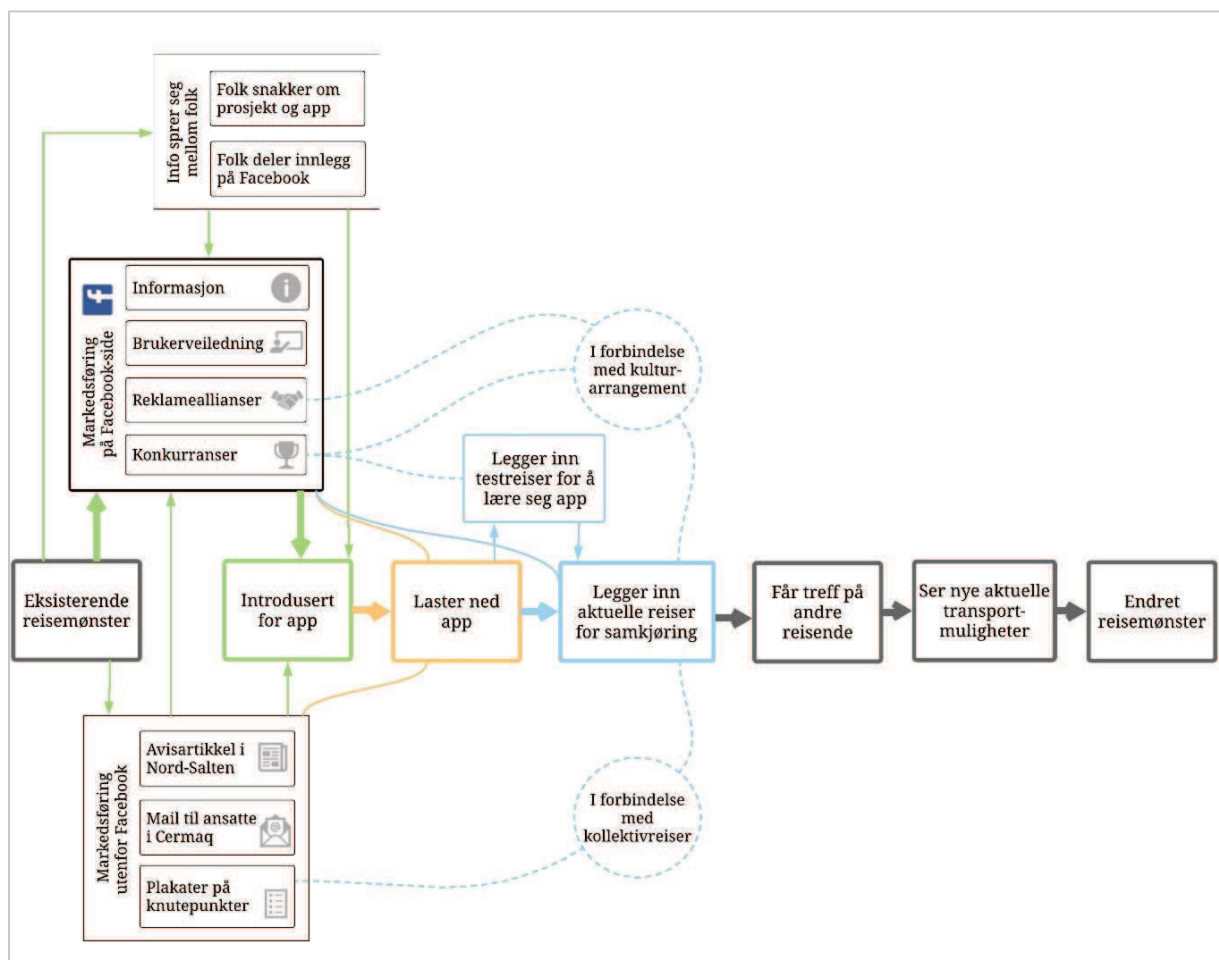 Info sprer seg
mellom folk
Folk snakker om
prosjekt og app
Folk deler innlegg
på Facebook
f
Markedsføring
på Facebook-side
Informasjon
i
Brukerveiledning
Reklameallianser
Konkurranser
I forbindelse
med kultur-
arrangement
Legger inn
testreiser for å
lære seg app
Eksisterende
reisemønster
Introdusert
for app
Laster ned
app
Legger inn
aktuelle reiser
for samkjøring
Får treff på
andre
reisende
Ser nye aktuelle
transport-
muligheter
Endret
reisemønster
Markedsføring
utenfor Facebook
Avisartikkel i
Nord-Salten
Mail til ansatte
i Cermaq
@
Plakater på
knutepunkter
I forbindelse
med
kollektivreiser